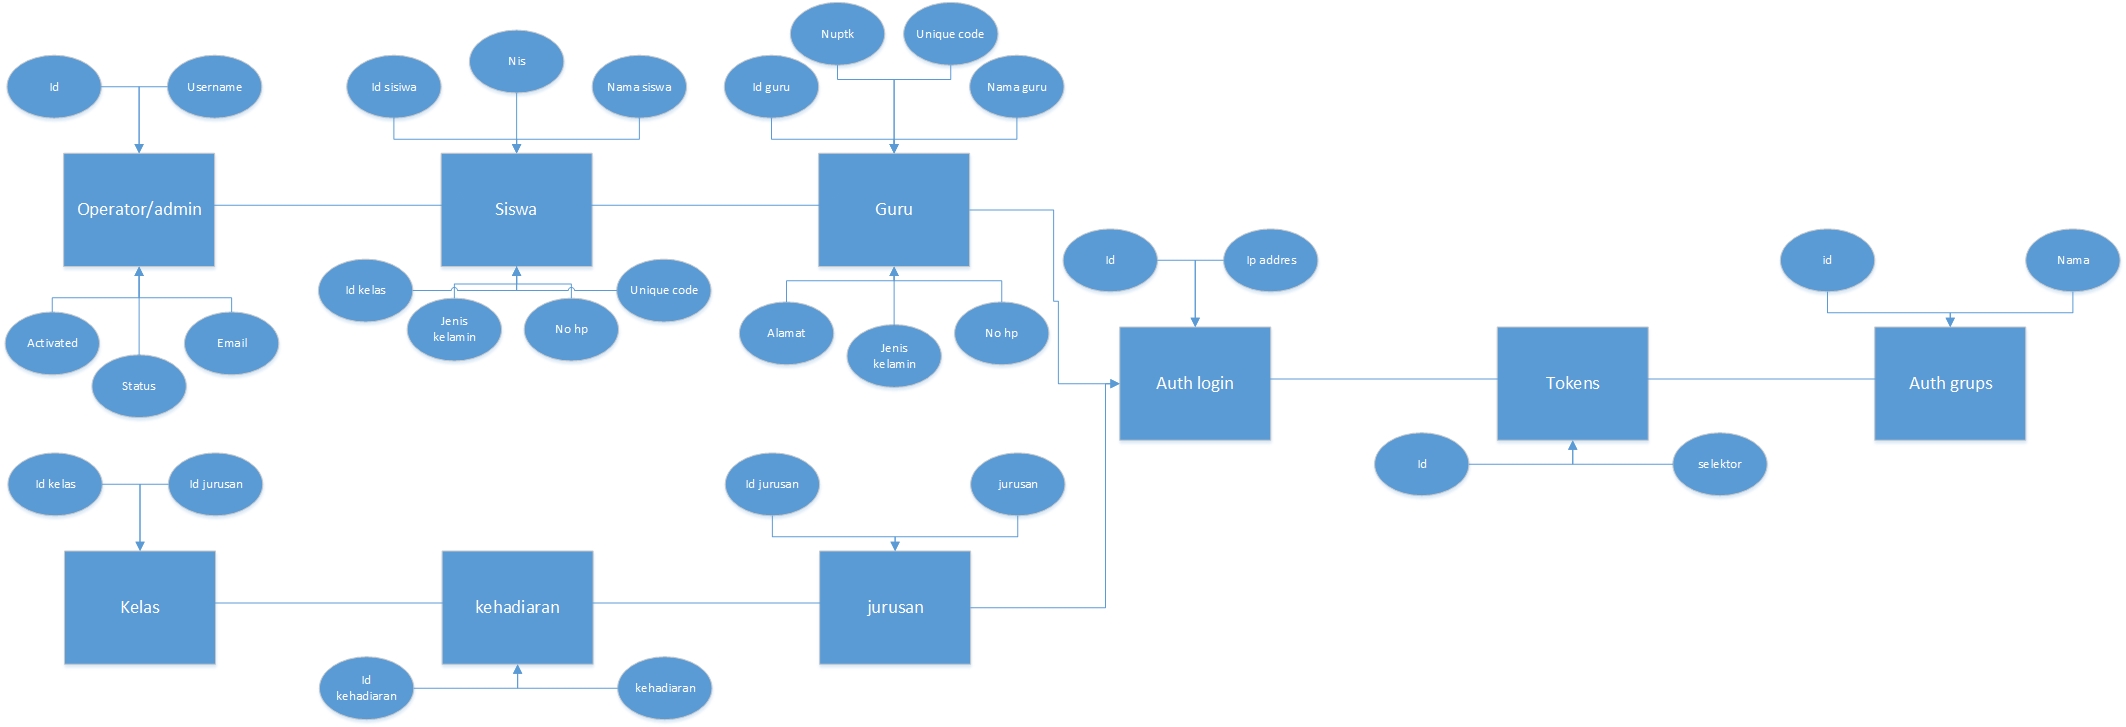 Nuptk
Unique code
Nis
Id
Username
Id sisiwa
Nama siswa
Id guru
Nama guru
Operator/admin
Siswa
Guru
Id
Ip addres
id
Nama
Id kelas
Unique code
Jenis
kelamin
No hp
Activated
Email
Status
Alamat
Jenis
kelamin
No hp
Auth login
Tokens
Auth grups
Id
selektor
Id kelas
Id jurusan
Id jurusan
jurusan
Kelas
kehadiaran
jurusan
Id
kehadiaran
kehadiaran